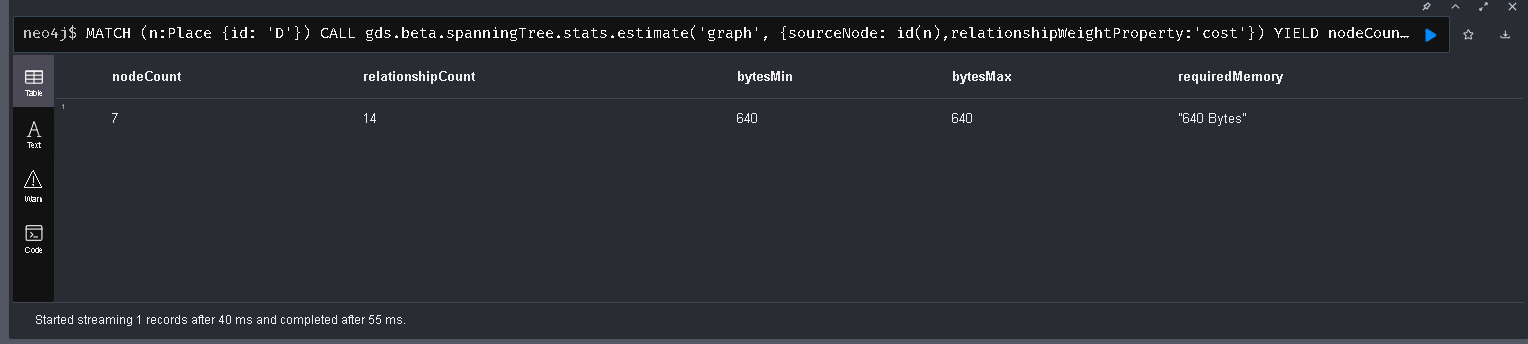 neo4j$ MATCH (n:Place {id: 'D'}) CALL gds.beta.spanningTree.stats.estimate('graph', {sourceNode: id(n),relationshipWeightProperty:'cost'}) YIELD nodeCoun…
Table
nodeCount relationshipCount bytesMin bytesMax requiredMemory
1
7 14 640 640 "640 Bytes"
A
Text
Warn
Code
Started streaming 1 records after 40 ms and completed after 55 ms.